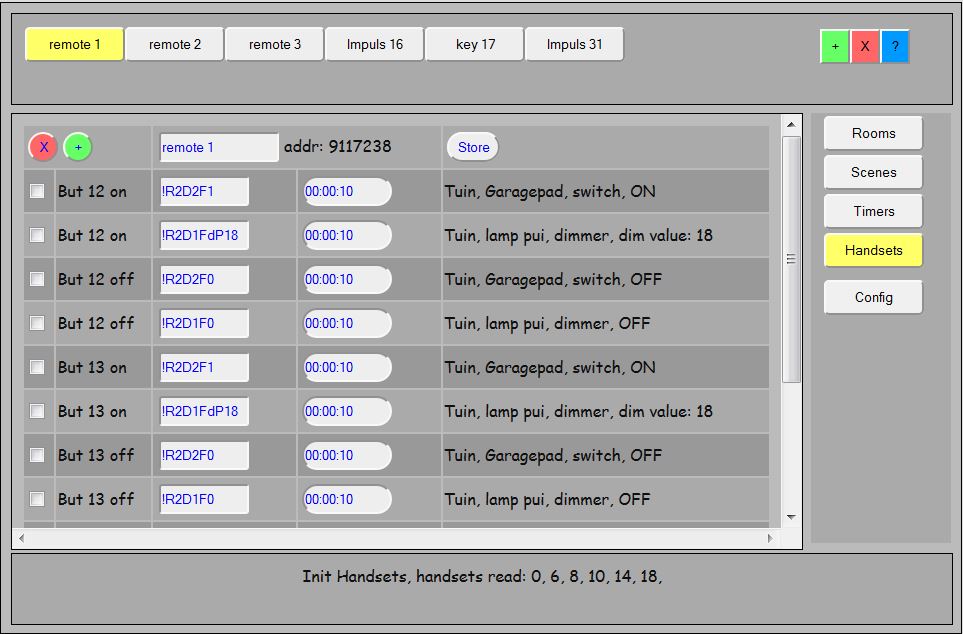 remote 1 remote 2 remote 3 Impuls 16 key 17 Impuls 31 + X ?
X + remote 1 addr: 9117238 Store
But 12 on !R2D2F1 00:00:10 Tuin, Garagepad, switch, ON
But 12 on !R2D1FdP18 00:00:10 Tuin, lamp pui, dimmer, dim value: 18
But 12 off !R2D2F0 00:00:10 Tuin, Garagepad, switch, OFF
But 12 off !R2D1F0 00:00:10 Tuin, lamp pui, dimmer, OFF
But 13 on !R2D2F1 00:00:10 Tuin, Garagepad, switch, ON
But 13 on !R2D1FdP18 00:00:10 Tuin, lamp pui, dimmer, dim value: 18
But 13 off !R2D2F0 00:00:10 Tuin, Garagepad, switch, OFF
But 13 off !R2D1F0 00:00:10 Tuin, lamp pui, dimmer, OFF
Rooms
Scenes
Timers
Handsets
Config
Init Handsets, handsets read: 0, 6, 8, 10, 14, 18,